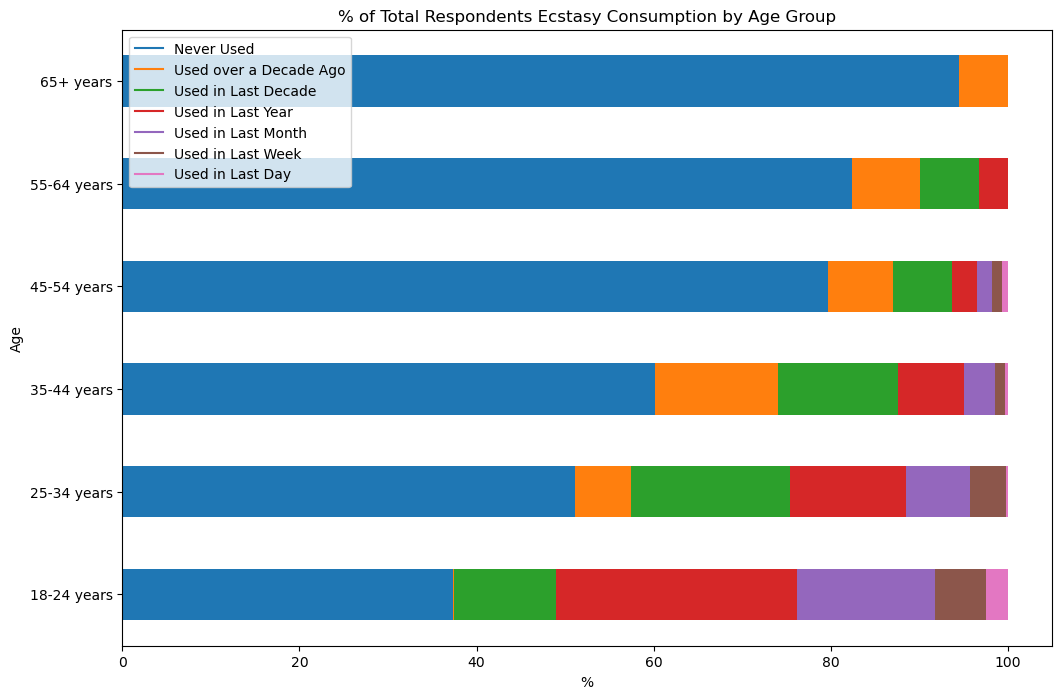 % of Total Respondents Ecstasy Consumption by Age Group
Never Used
Used over a Decade Ago
Used in Last Decade
Used in Last Year
Used in Last Month
Used in Last Week
Used in Last Day
65+ years
55-64 years
45-54 years
35-44 years
25-34 years
18-24 years
Age
0 20 40 60 80 100
%